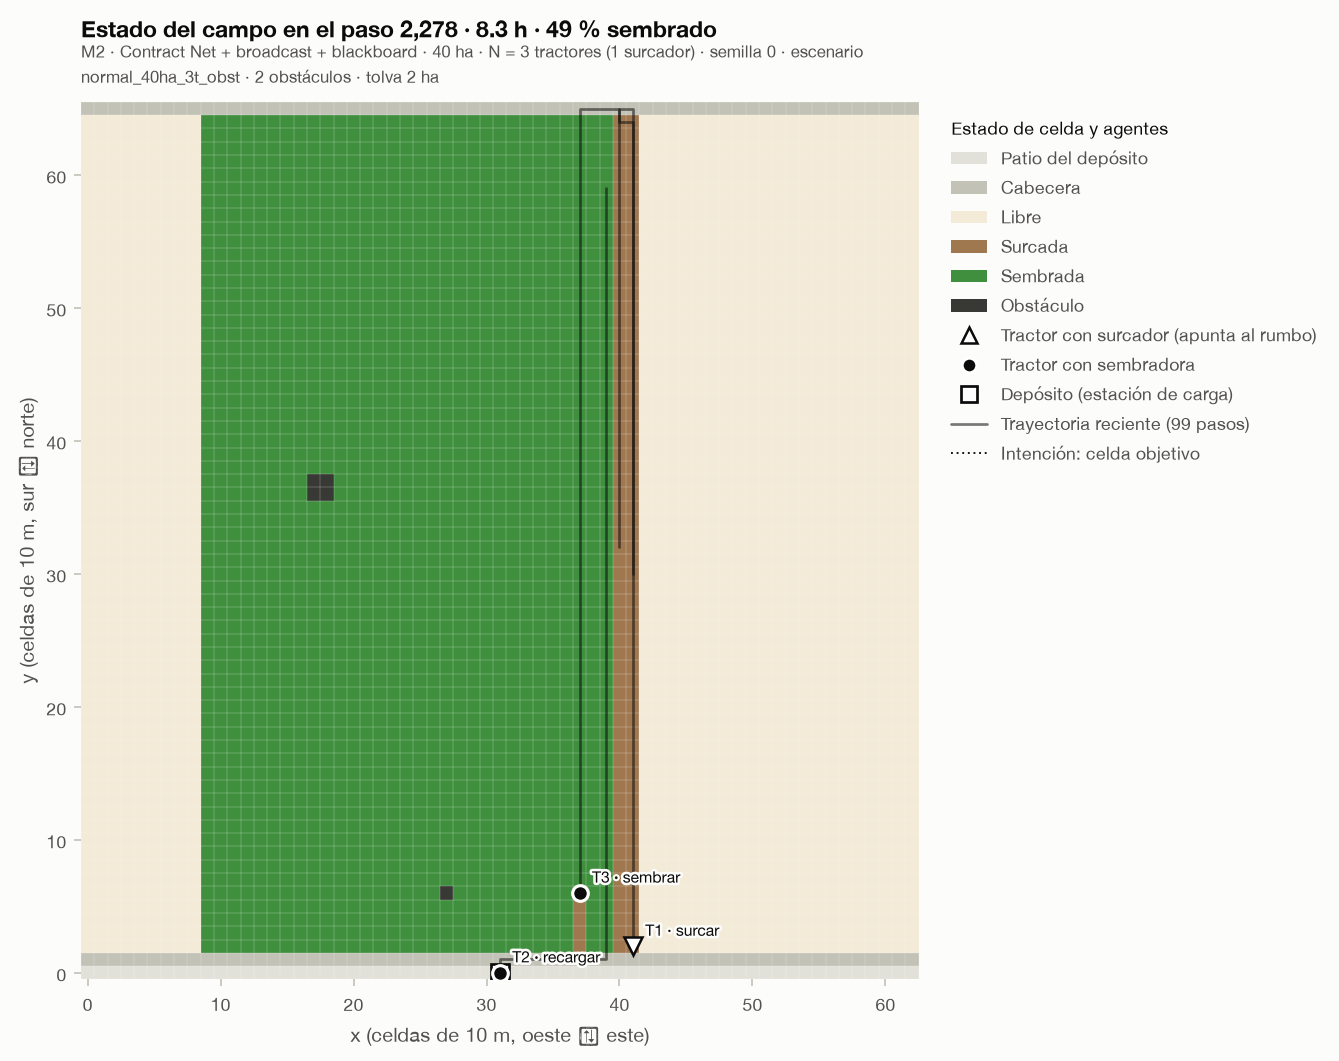 Estado del campo en el paso 2,278 · 8.3 h · 49 % sembrado
M2 · Contract Net + broadcast + blackboard · 40 ha · N = 3 tractores (1 surcador) · semilla 0 · escenario
normal_40ha_3t_obst · 2 obstáculos · tolva 2 ha
Estado de celda y agentes
Patio del depósito
Cabecera
Libre
Surcada
Sembrada
Obstáculo
Tractor con surcador (apunta al rumbo)
Tractor con sembradora
Depósito (estación de carga)
Trayectoria reciente (99 pasos)
Intención: celda objetivo
y (celdas de 10 m, sur norte)
60
50
40
30
20
10
0
T3 · sembrar
T1 · surcar
T2 · recargar
0 10 20 30 40 50 60
x (celdas de 10 m, oeste este)